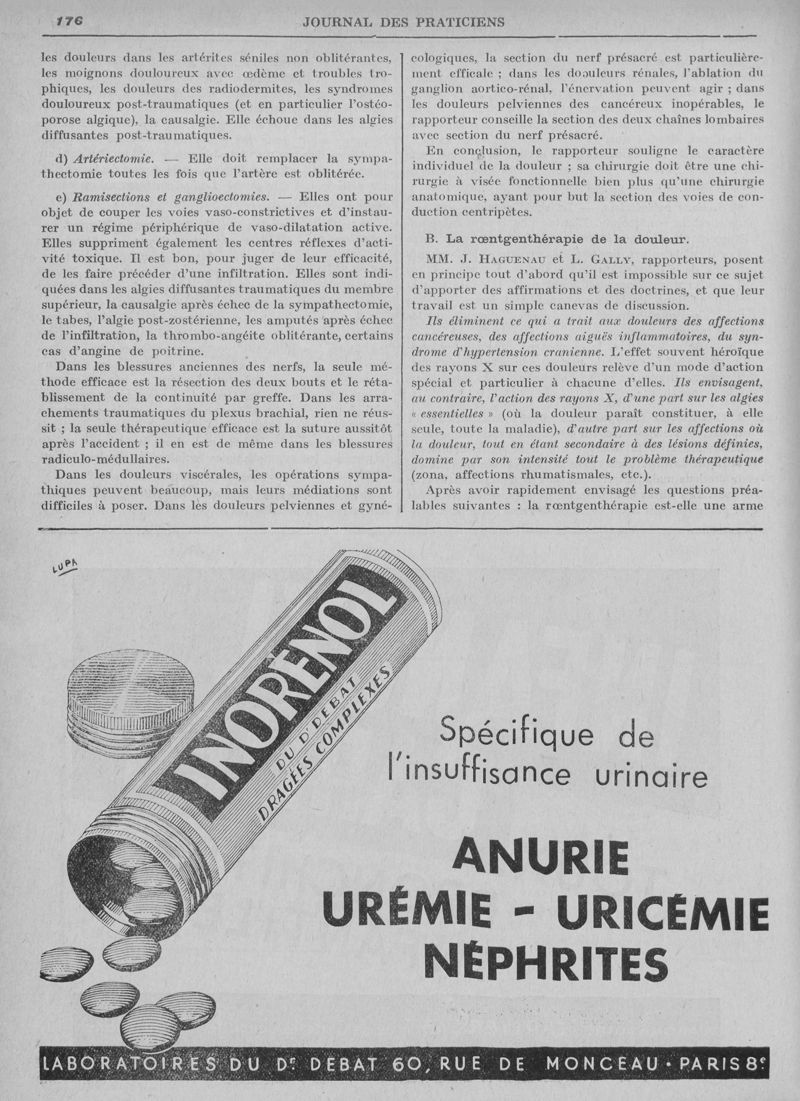 176
JOURNAL DES PRATICIENS
les douleurs dans les artérites séniles non oblitérantes,
les moignons douloureux avec œdème et troubles tro-
phiques, les douleurs des radiodermites, les syndromes
douloureux post-traumatiques (et en particulier l'ostéo-
porose algique), la causalgie. Elle échoue dans les algies
diffusantes post-traumatiques.
d) Artériectomie. — Elle doit remplacer la sympa-
thectomie toutes les fois que l'artère est oblitérée.
e) Ramisections et ganglioectomies. — Elles ont pour
objet de couper les voies vaso-constrictives et d'instau-
rer un régime périphérique de vaso-dilatation active.
Elles suppriment également les centres réflexes d'acti-
vité toxique. Il est bon, pour juger de leur efficacité,
de les faire précéder d'une infiltration. Elles sont indi-
quées dans les algies diffusantes traumatiques du membre
supérieur, la causalgie après échec de la sympathectomie,
le tabes, l'algie post-zostérienne, les amputés après échec
de l'infiltration, la thrombo-angéite oblitérante, certains
cas d'angine de poitrine.
Dans les blessures anciennes des nerfs, la seule mé-
thode efficace est la résection des deux bouts et le réta-
blissement de la continuité par greffe. Dans les arra-
chements traumatiques du plexus brachial, rien ne réus-
sit ; la seule thérapeutique efficace est la suture aussitôt
après l'accident ; il en est de même dans les blessures
radiculo-médullaires.
Dans les douleurs viscérales, les opérations sympa-
thiques peuvent beaucoup, mais leurs médiations sont
difficiles à poser. Dans les douleurs pelviennes et gyné-
cologiques, la section du nerf présacré est particulière-
ment efficale ; dans les douleurs rénales, l'ablation du
ganglion aortico-rénal, l'énervation peuvent agir ; dans
les douleurs pelviennes des cancéreux inopérables, le
rapporteur conseille la section des deux chaînes lombaires
avec section du nerf présacré.
En conclusion, le rapporteur souligne le caractère
individuel de la douleur ; sa chirurgie doit être une chi-
rurgie à visée fonctionnelle bien plus qu'une chirurgie
anatomique, ayant pour but la section des voies de con-
duction centripètes.
B. La rœntgenthérapie de la douleur.
MM. J. HAGUENAU et L. GALLY, rapporteurs, posent
en principe tout d'abord qu'il est impossible sur ce sujet
d'apporter des affirmations et des doctrines, et que leur
travail est un simple canevas de discussion.
Ils éliminent ce qui a trait aux douleurs des affections
cancéreuses, des affections aiguës inflammatoires, du syn-
drome d'hypertension cranienne. L'effet souvent héroïque
des rayons X sur ces douleurs relève d'un mode d'action
spécial et particulier à chacune d'elles. Ils envisagent,
au contraire, l'action des rayons X, d'une part sur les algies
« essentielles » (où la douleur paraît constituer, à elle
seule, toute la maladie), d'autre part sur les affections où
la douleur, tout en étant secondaire à des lésions définies,
domine par son intensité tout le problème thérapeutique
(zona, affections rhumatismales, etc.).
Après avoir rapidement envisagé les questions préa-
lables suivantes : la rœntgenthérapie est-elle une arme
LUPA
INORÉNOL
DU Dr DEBAT
DRAGÉES COMPLEXES
Spécifique de
l'insuffisance urinaire
ANURIE
URÉMIE - URICÉMIE
NÉPHRITES
LABORATOIRES DU Dr DEBAT 60, RUE DE MONCEAU • PARIS 8e